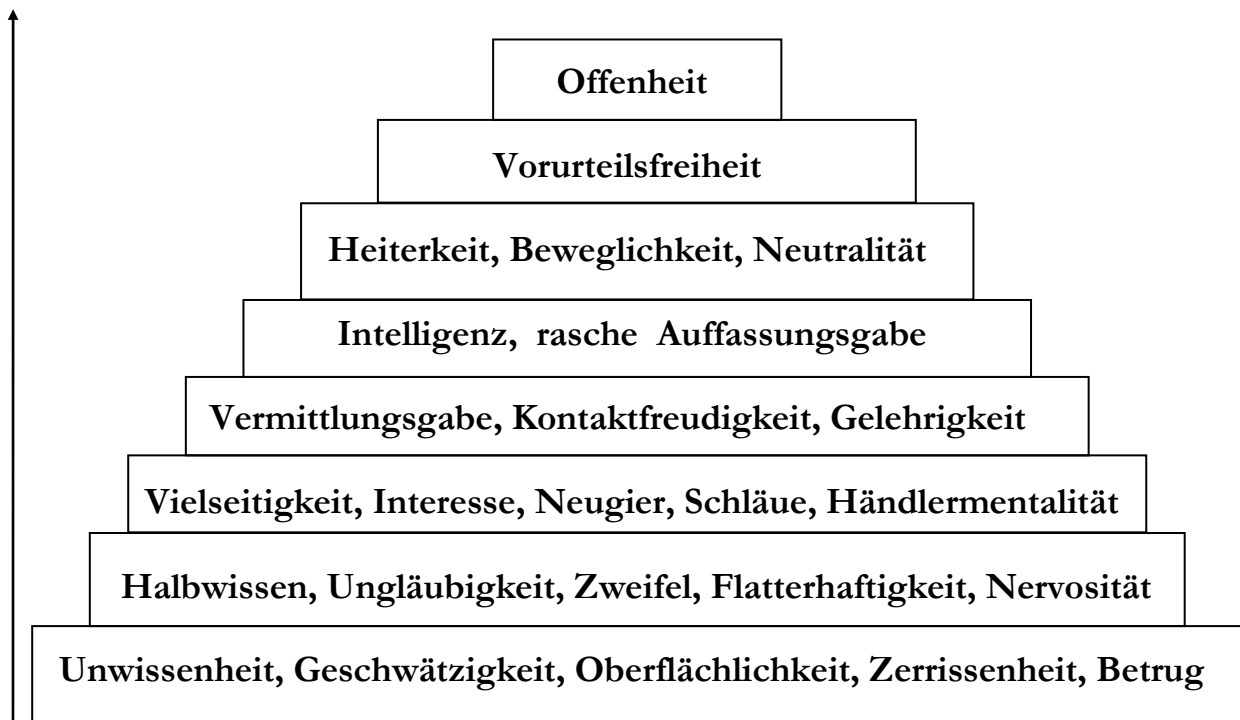 Offenheit
Vorurteilsfreiheit
Heiterkeit, Beweglichkeit, Neutralität
Intelligenz, rasche Auffassungsgabe
Vermittlungsgabe, Kontaktfreudigkeit, Gelehrigkeit
Vielseitigkeit, Interesse, Neugier, Schläue, Händlermentalität
Halbwissen, Ungläubigkeit, Zweifel, Flatterhaftigkeit, Nervosität
Unwissenheit, Geschwätzigkeit, Oberflächlichkeit, Zerrissenheit, Betrug